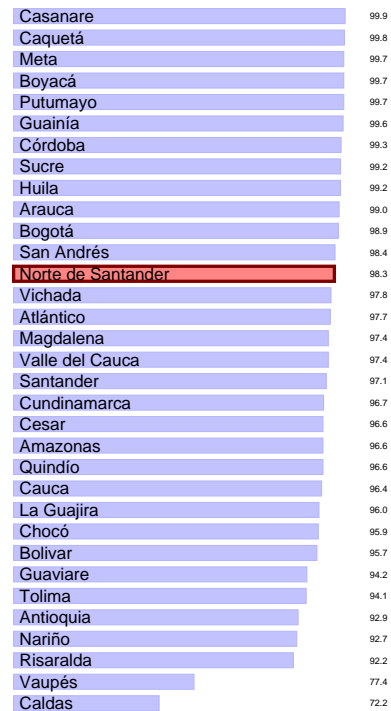 Casanare 99.9
Caquetá 99.8
Meta 99.7
Boyacá 99.7
Putumayo 99.7
Guainía 99.6
Córdoba 99.3
Sucre 99.2
Huila 99.2
Arauca 99.0
Bogotá 98.9
San Andrés 98.4
Norte de Santander 98.3
Vichada 97.8
Atlántico 97.7
Magdalena 97.4
Valle del Cauca 97.4
Santander 97.1
Cundinamarca 96.7
Cesar 96.6
Amazonas 96.6
Quindío 96.6
Cauca 96.4
La Guajira 96.0
Chocó 95.9
Bolivar 95.7
Guaviare 94.2
Tolima 94.1
Antioquia 92.9
Nariño 92.7
Risaralda 92.2
Vaupés 77.4
Caldas 72.2